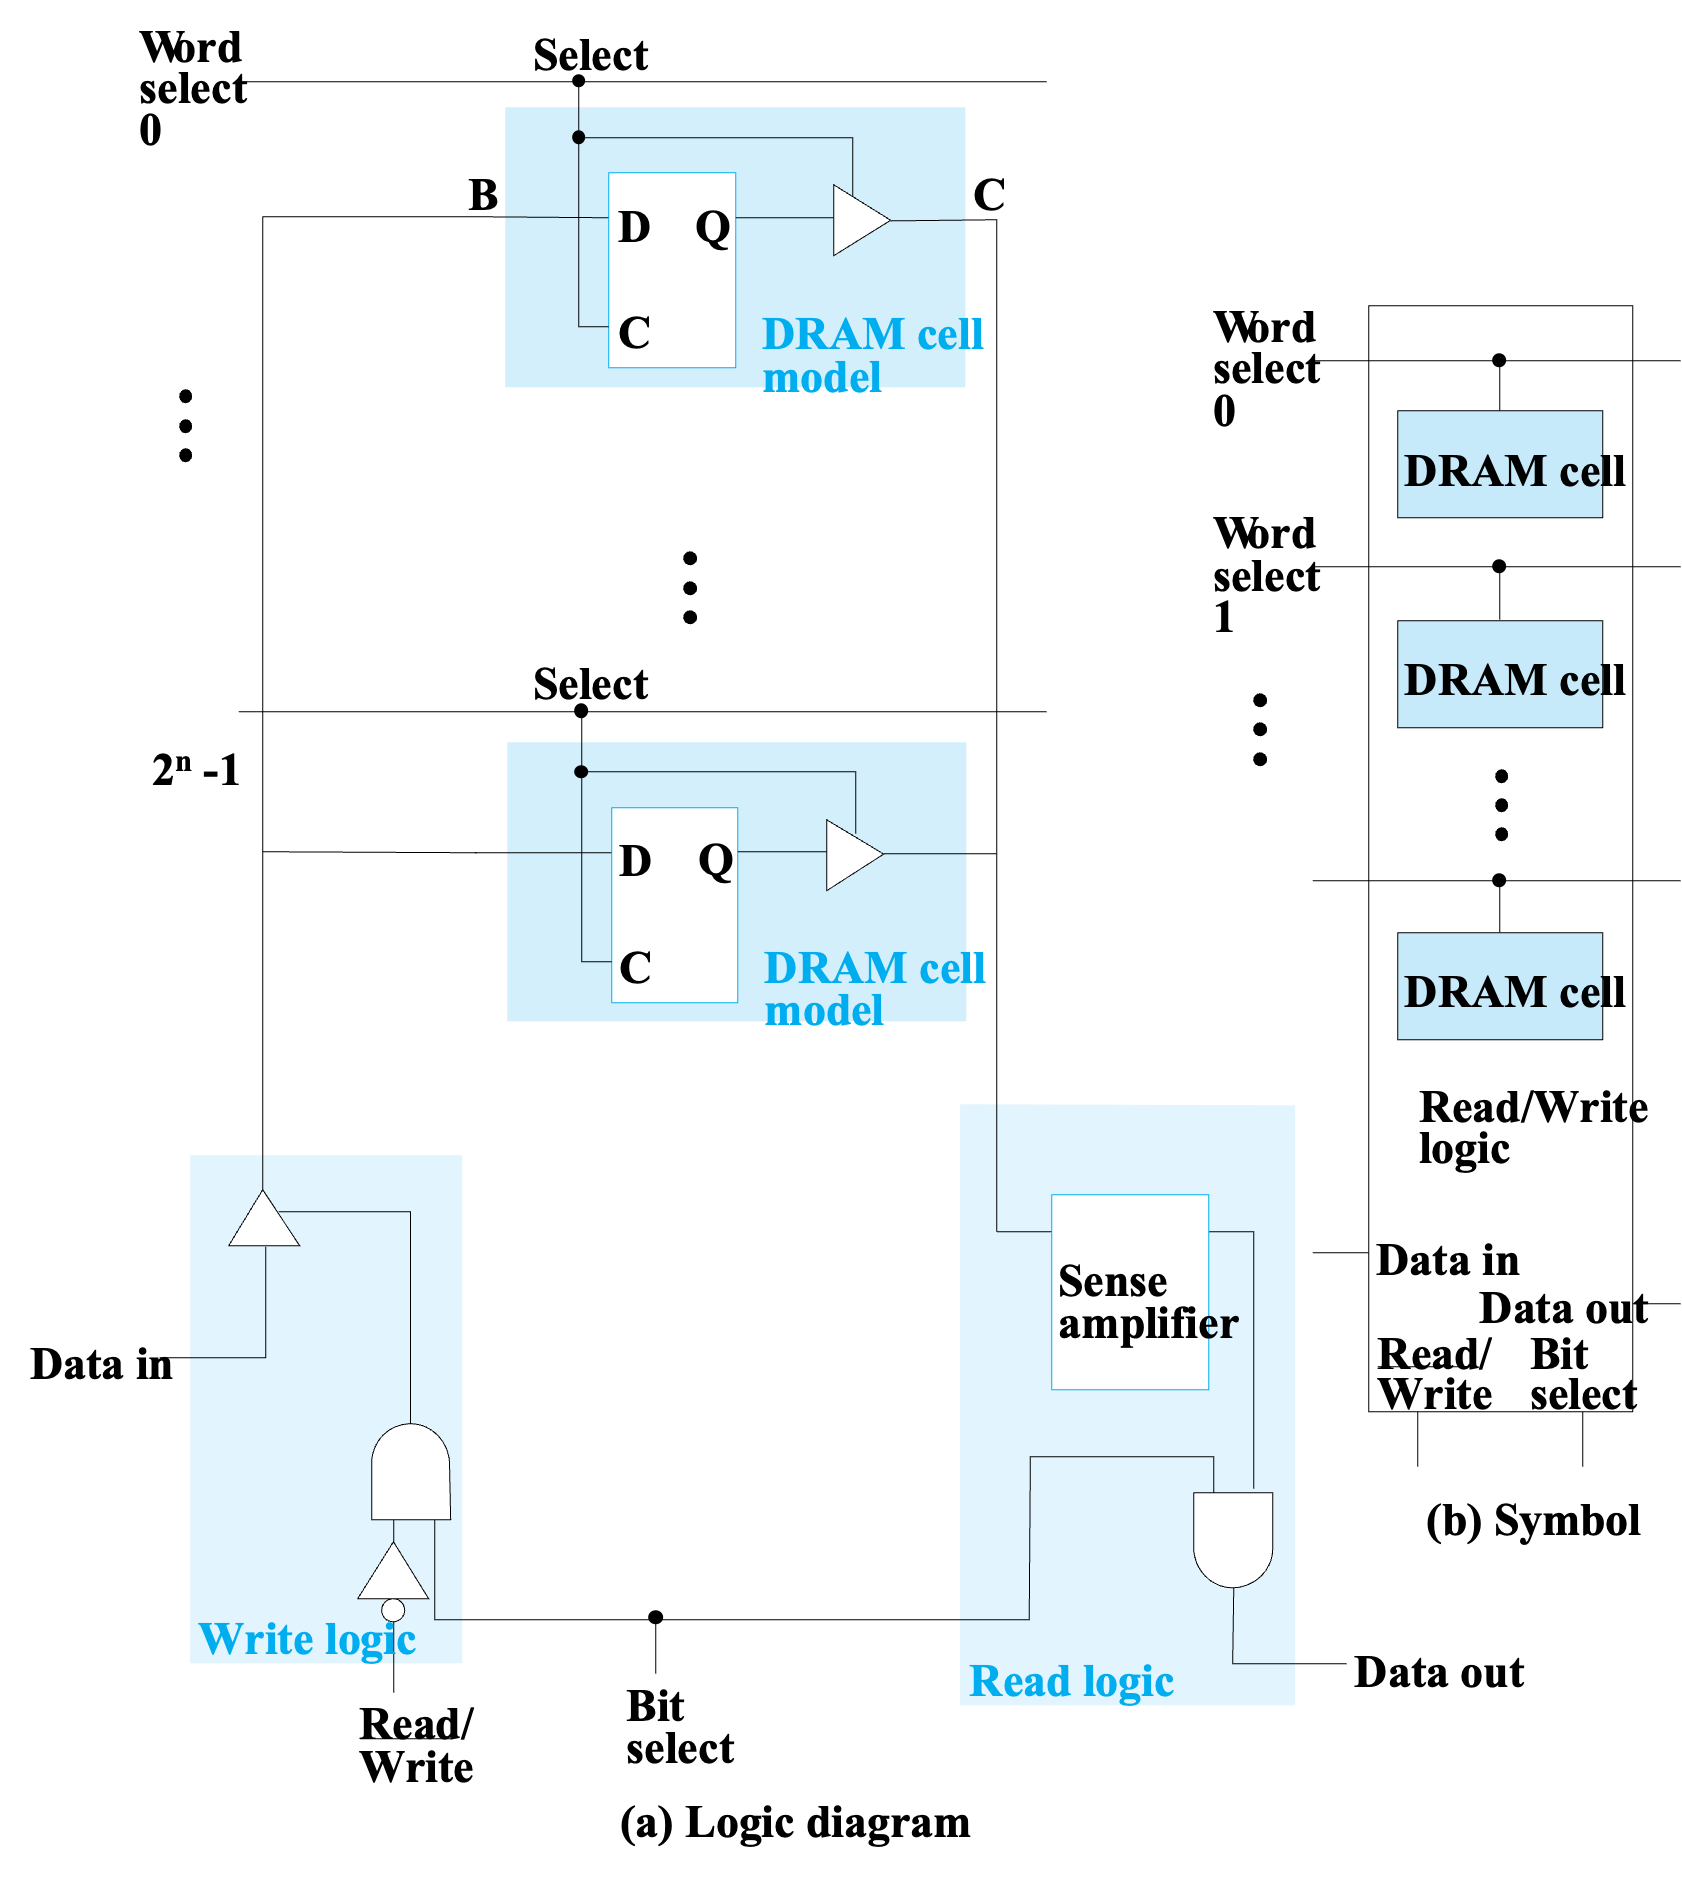 Word
select
0
Select
B
C
D
Q
C
DRAM cell
model
Select
2ⁿ -1
D
Q
C
DRAM cell
model
Data in
Write logic
Read/
Write
Bit
select
Sense
amplifier
Read logic
Data out
(a) Logic diagram
Word
select
0
DRAM cell
Word
select
1
DRAM cell
DRAM cell
Read/Write
logic
Data in
Data out
Read/
Write
Bit
select
(b) Symbol